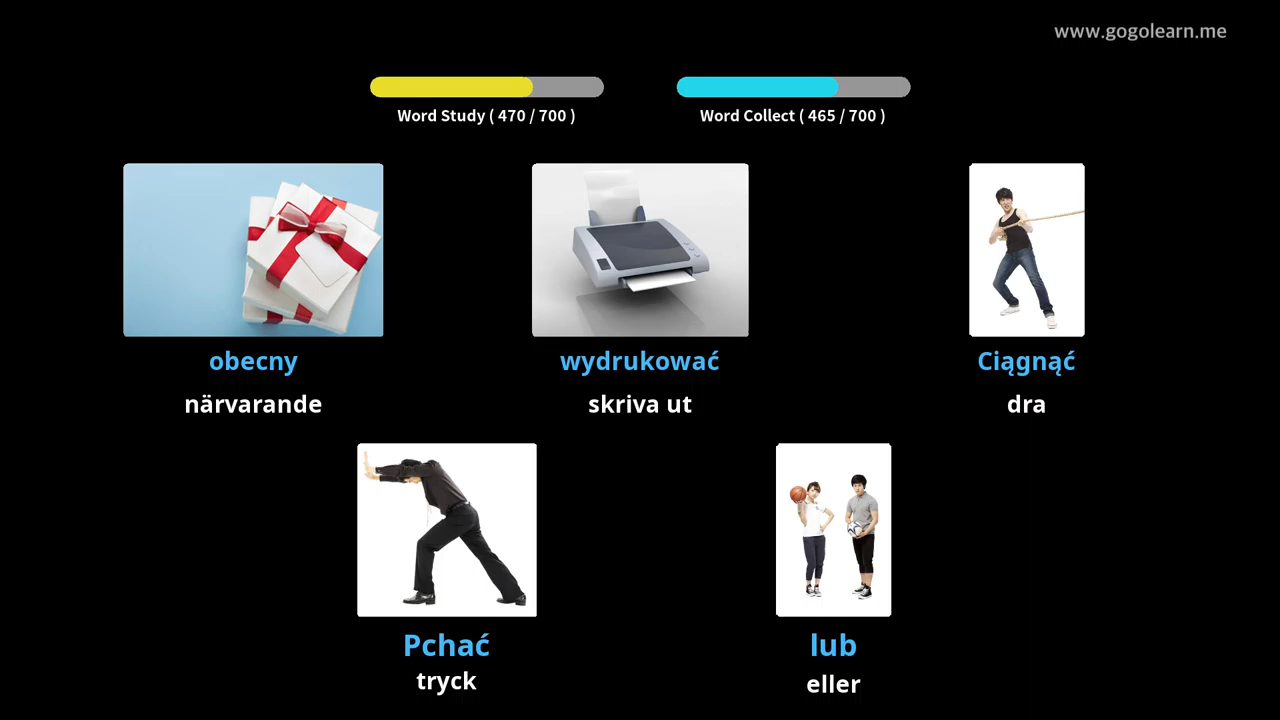 www.gogolearn.me
Word Study ( 470 / 700 )
Word Collect ( 465 / 700 )
obecny
närvarande
wydrukować
skriva ut
Ciągnąć
dra
Pchać
tryck
lub
eller